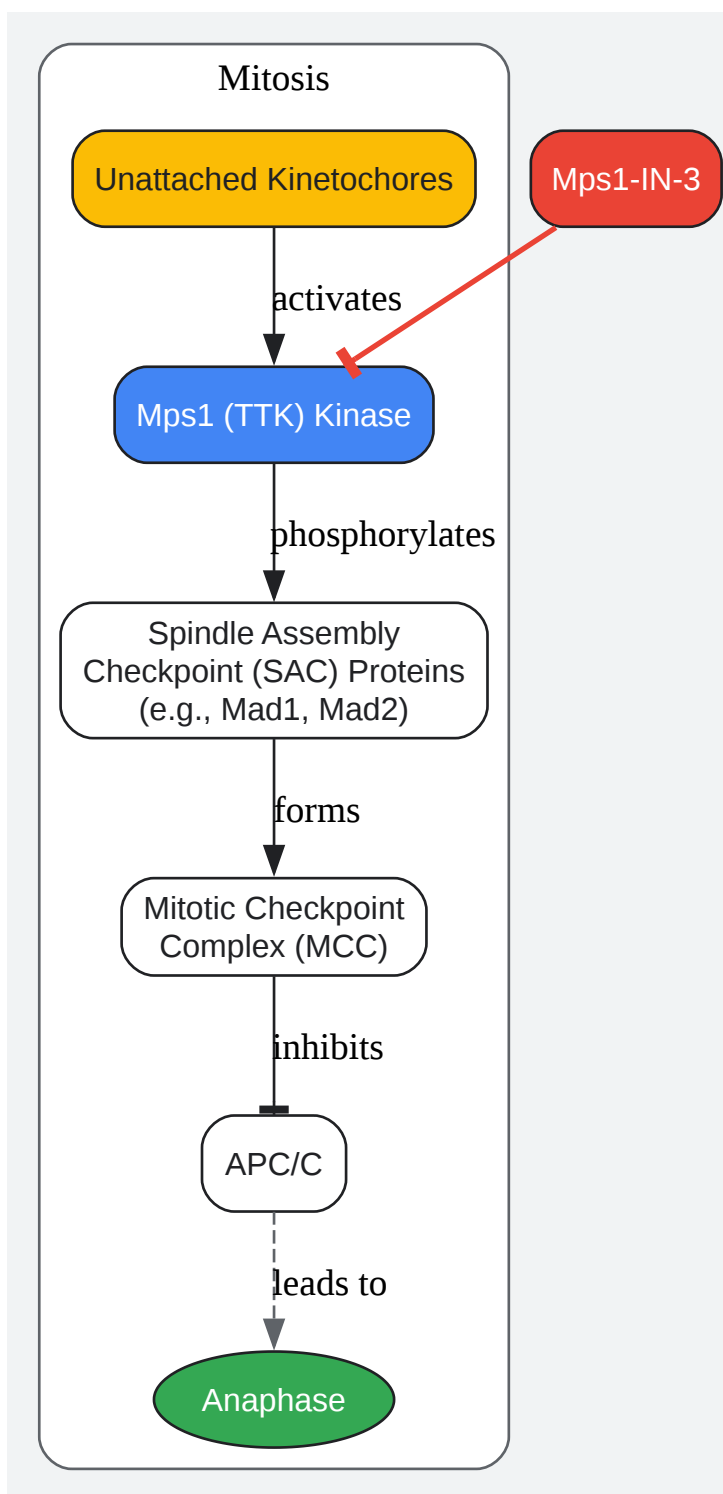 Mitosis
Unattached Kinetochores
Mps1-IN-3
activates
Mps1 (TTK) Kinase
phosphorylates
Spindle Assembly
Checkpoint (SAC) Proteins
(e.g., Mad1, Mad2)
forms
Mitotic Checkpoint
Complex (MCC)
inhibits
APC/C
leads to
Anaphase